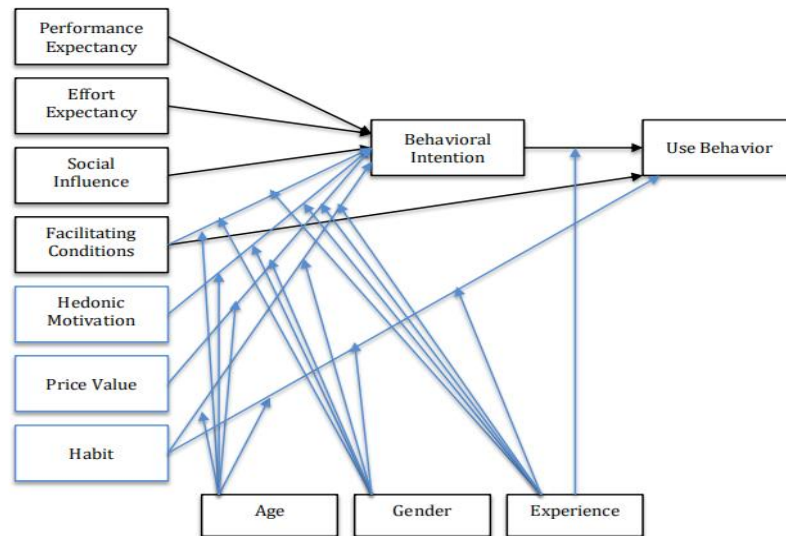 Performance
Expectancy
Effort
Expectancy
Social
Influence
Facilitating
Conditions
Hedonic
Motivation
Price Value
Habit
Behavioral
Intention
Use Behavior
Age
Gender
Experience